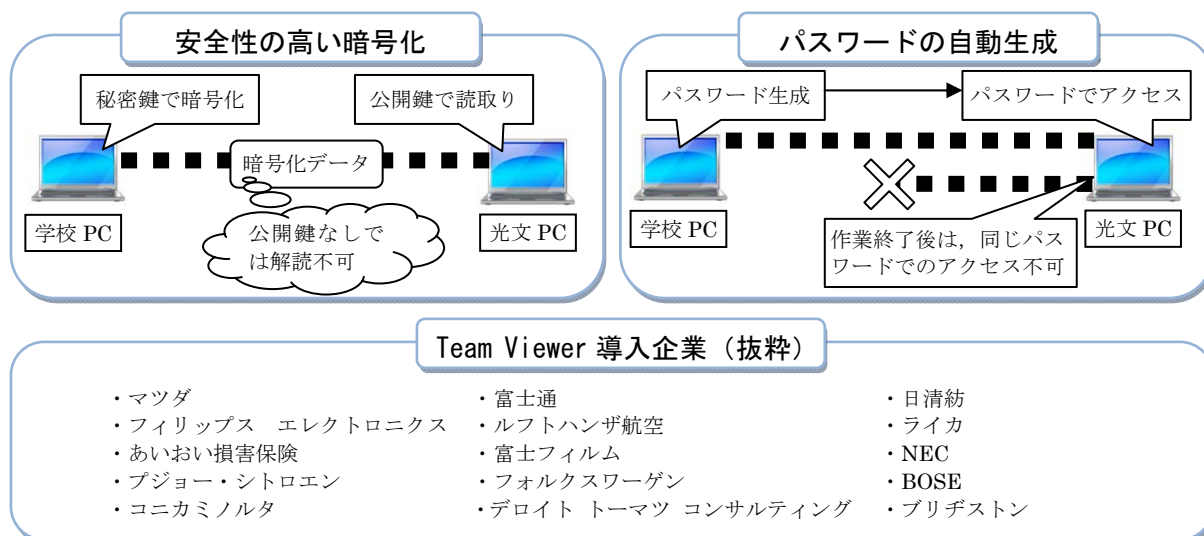 安全性の高い暗号化
秘密鍵で暗号化
公開鍵で読取り
暗号化データ
学校 PC
公開鍵なしで
は解読不可
光文 PC
パスワードの自動生成
パスワード生成
パスワードでアクセス
学校 PC
作業終了後は，同じパス
ワードでのアクセス不可
光文 PC
Team Viewer 導入企業（抜粋）
・マツダ
・フィリップス　エレクトロニクス
・あいおい損害保険
・プジョー・シトロエン
・コニカミノルタ
・富士通
・ルフトハンザ航空
・富士フィルム
・フォルクスワーゲン
・デロイト トーマツ コンサルティング
・日清紡
・ライカ
・NEC
・BOSE
・ブリヂストン